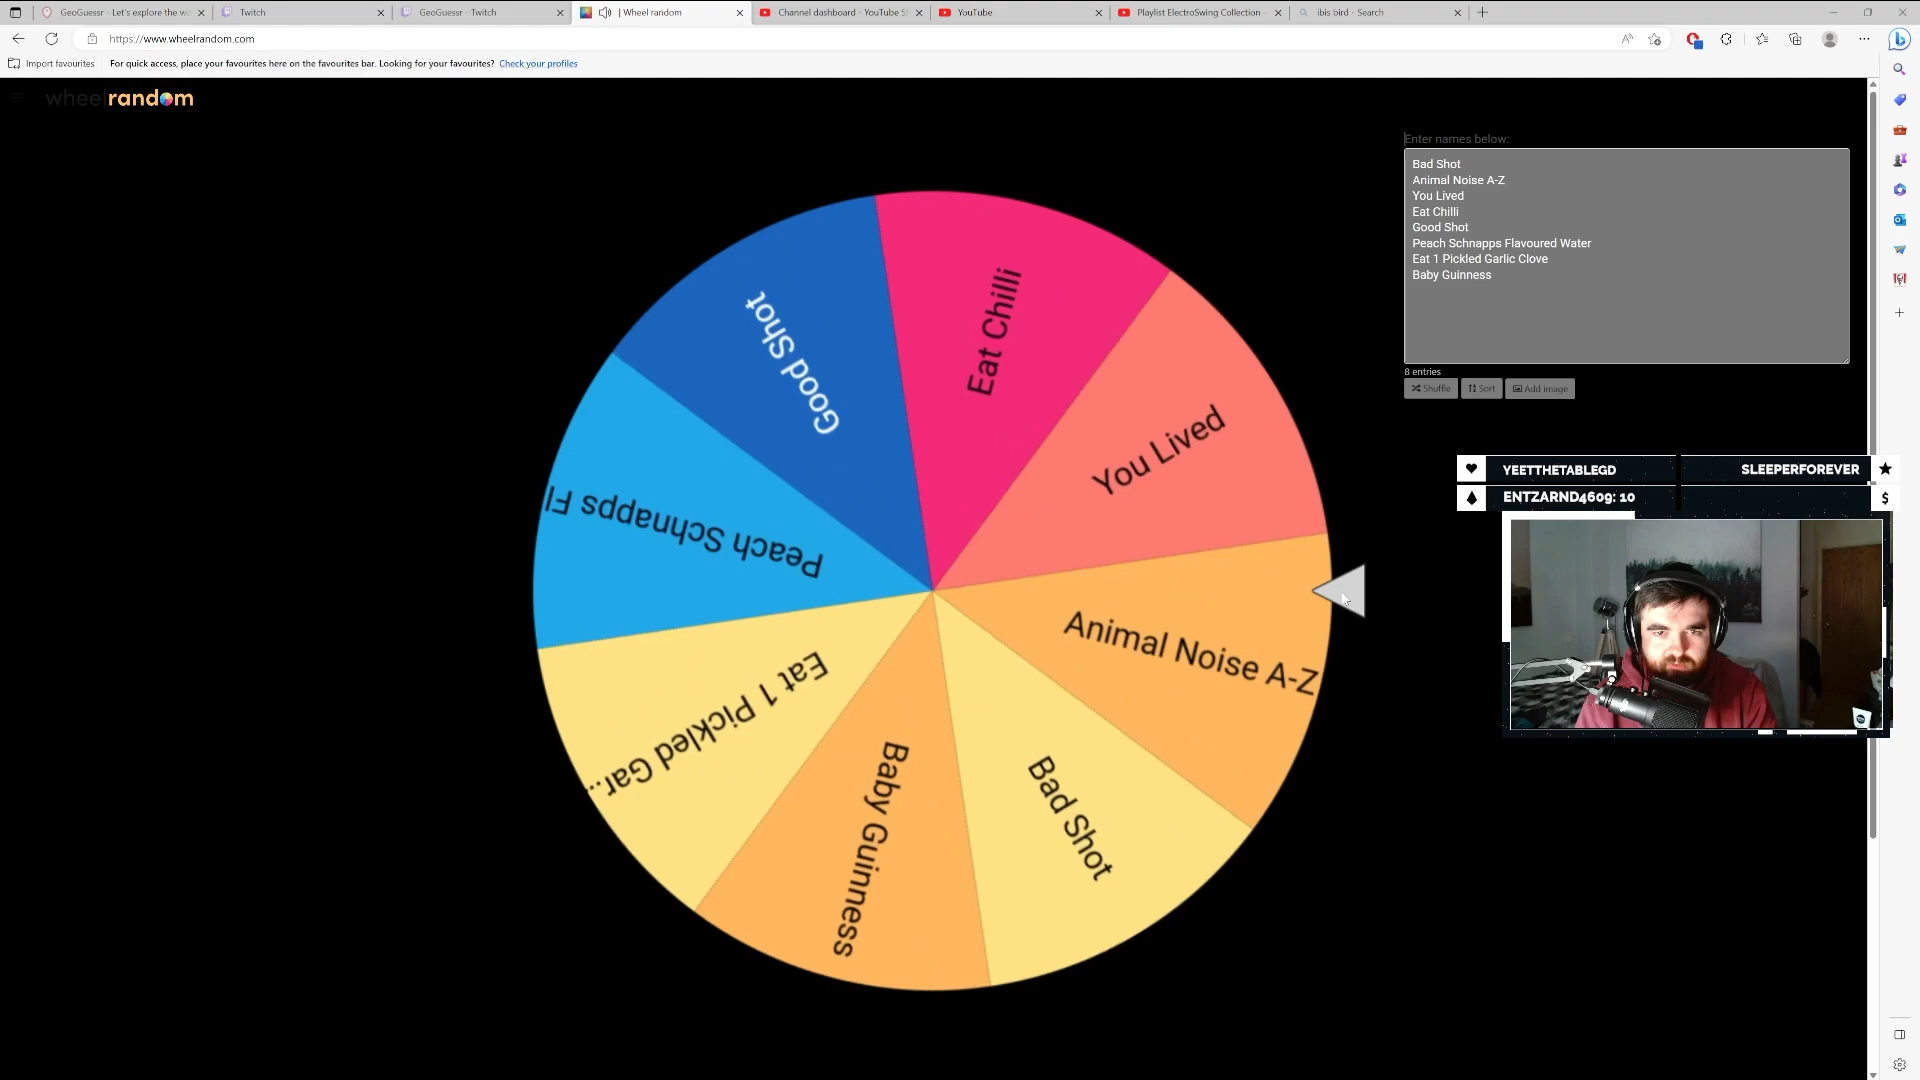 GeoGuessr - Let's explore the wo
Twitch
GeoGuessr - Twitch
| Wheel random
Channel dashboard - YouTube S
YouTube
Playlist ElectroSwing Collection -
ibis bird - Search
https://www.wheelrandom.com
Import favourites
For quick access, place your favourites here on the favourites bar. Looking for your favourites? Check your profiles
wheelrandom
Enter names below:
Bad Shot
Animal Noise A-Z
You Lived
Eat Chilli
Good Shot
Peach Schnapps Flavoured Water
Eat 1 Pickled Garlic Clove
Baby Guinness
8 entries
Shuffle
Sort
Add image
Good Shot
Eat Chilli
You Lived
Animal Noise A-Z
Bad Shot
Baby Guinness
Eat 1 Pickled Gar...
Peach Schnapps Fl
YEETTHETABLEGD
SLEEPERFOREVER
ENTZARND4609: 10
$